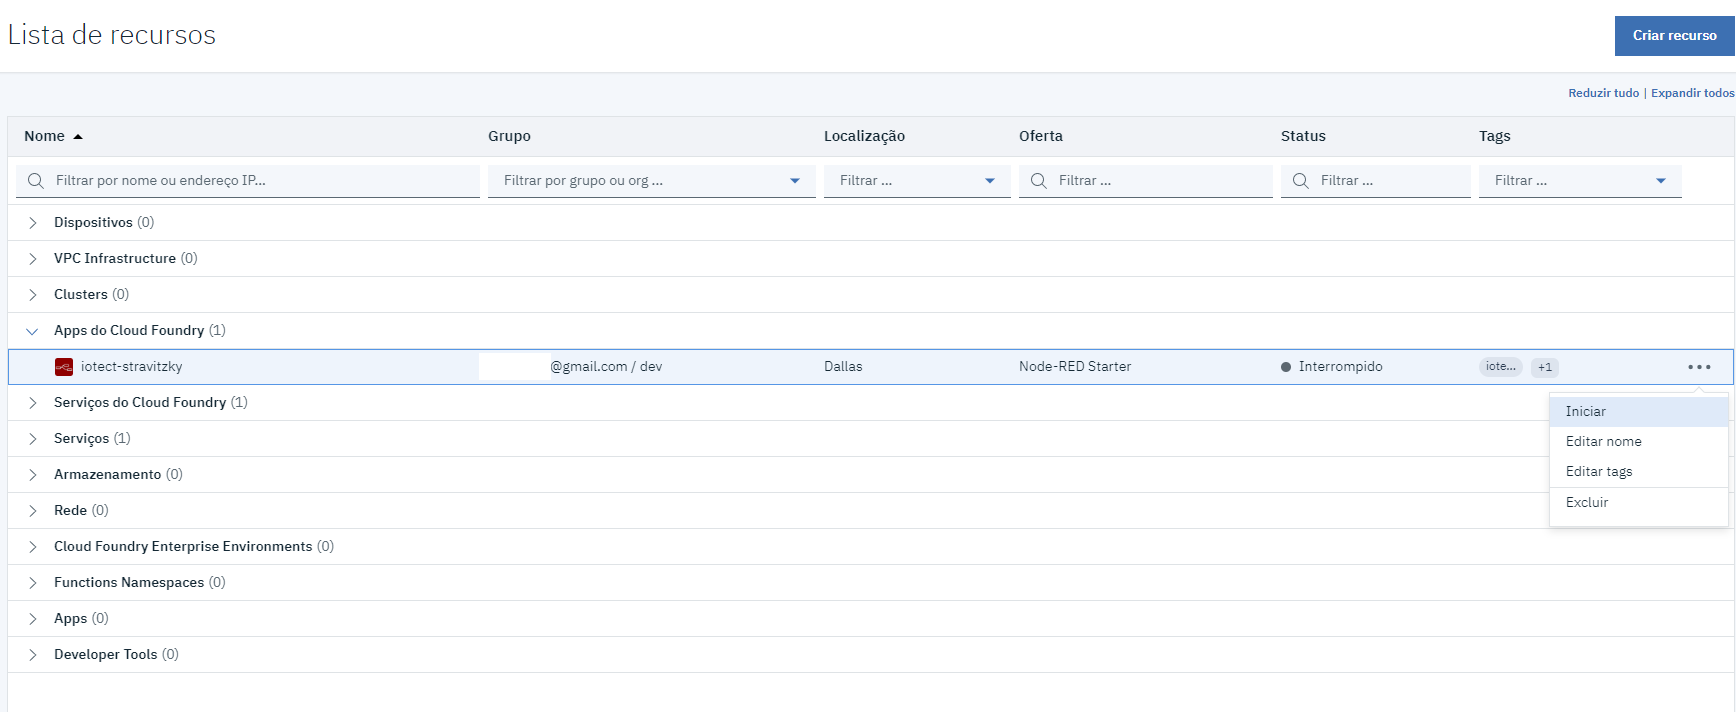 Lista de recursos
Criar recurso
Reduzir tudo | Expandir todos
Nome Grupo Localização Oferta Status Tags
Filtrar por nome ou endereço IP... Filtrar por grupo ou org ... Filtrar ... Filtrar ... Filtrar ... Filtrar ...
Dispositivos (0)
VPC Infrastructure (0)
Clusters (0)
Apps do Cloud Foundry (1)
iotect-stravitzky @gmail.com / dev Dallas Node-RED Starter Interrompido iote... +1
Serviços do Cloud Foundry (1)
Iniciar
Serviços (1)
Editar nome
Armazenamento (0)
Editar tags
Rede (0)
Excluir
Cloud Foundry Enterprise Environments (0)
Functions Namespaces (0)
Apps (0)
Developer Tools (0)